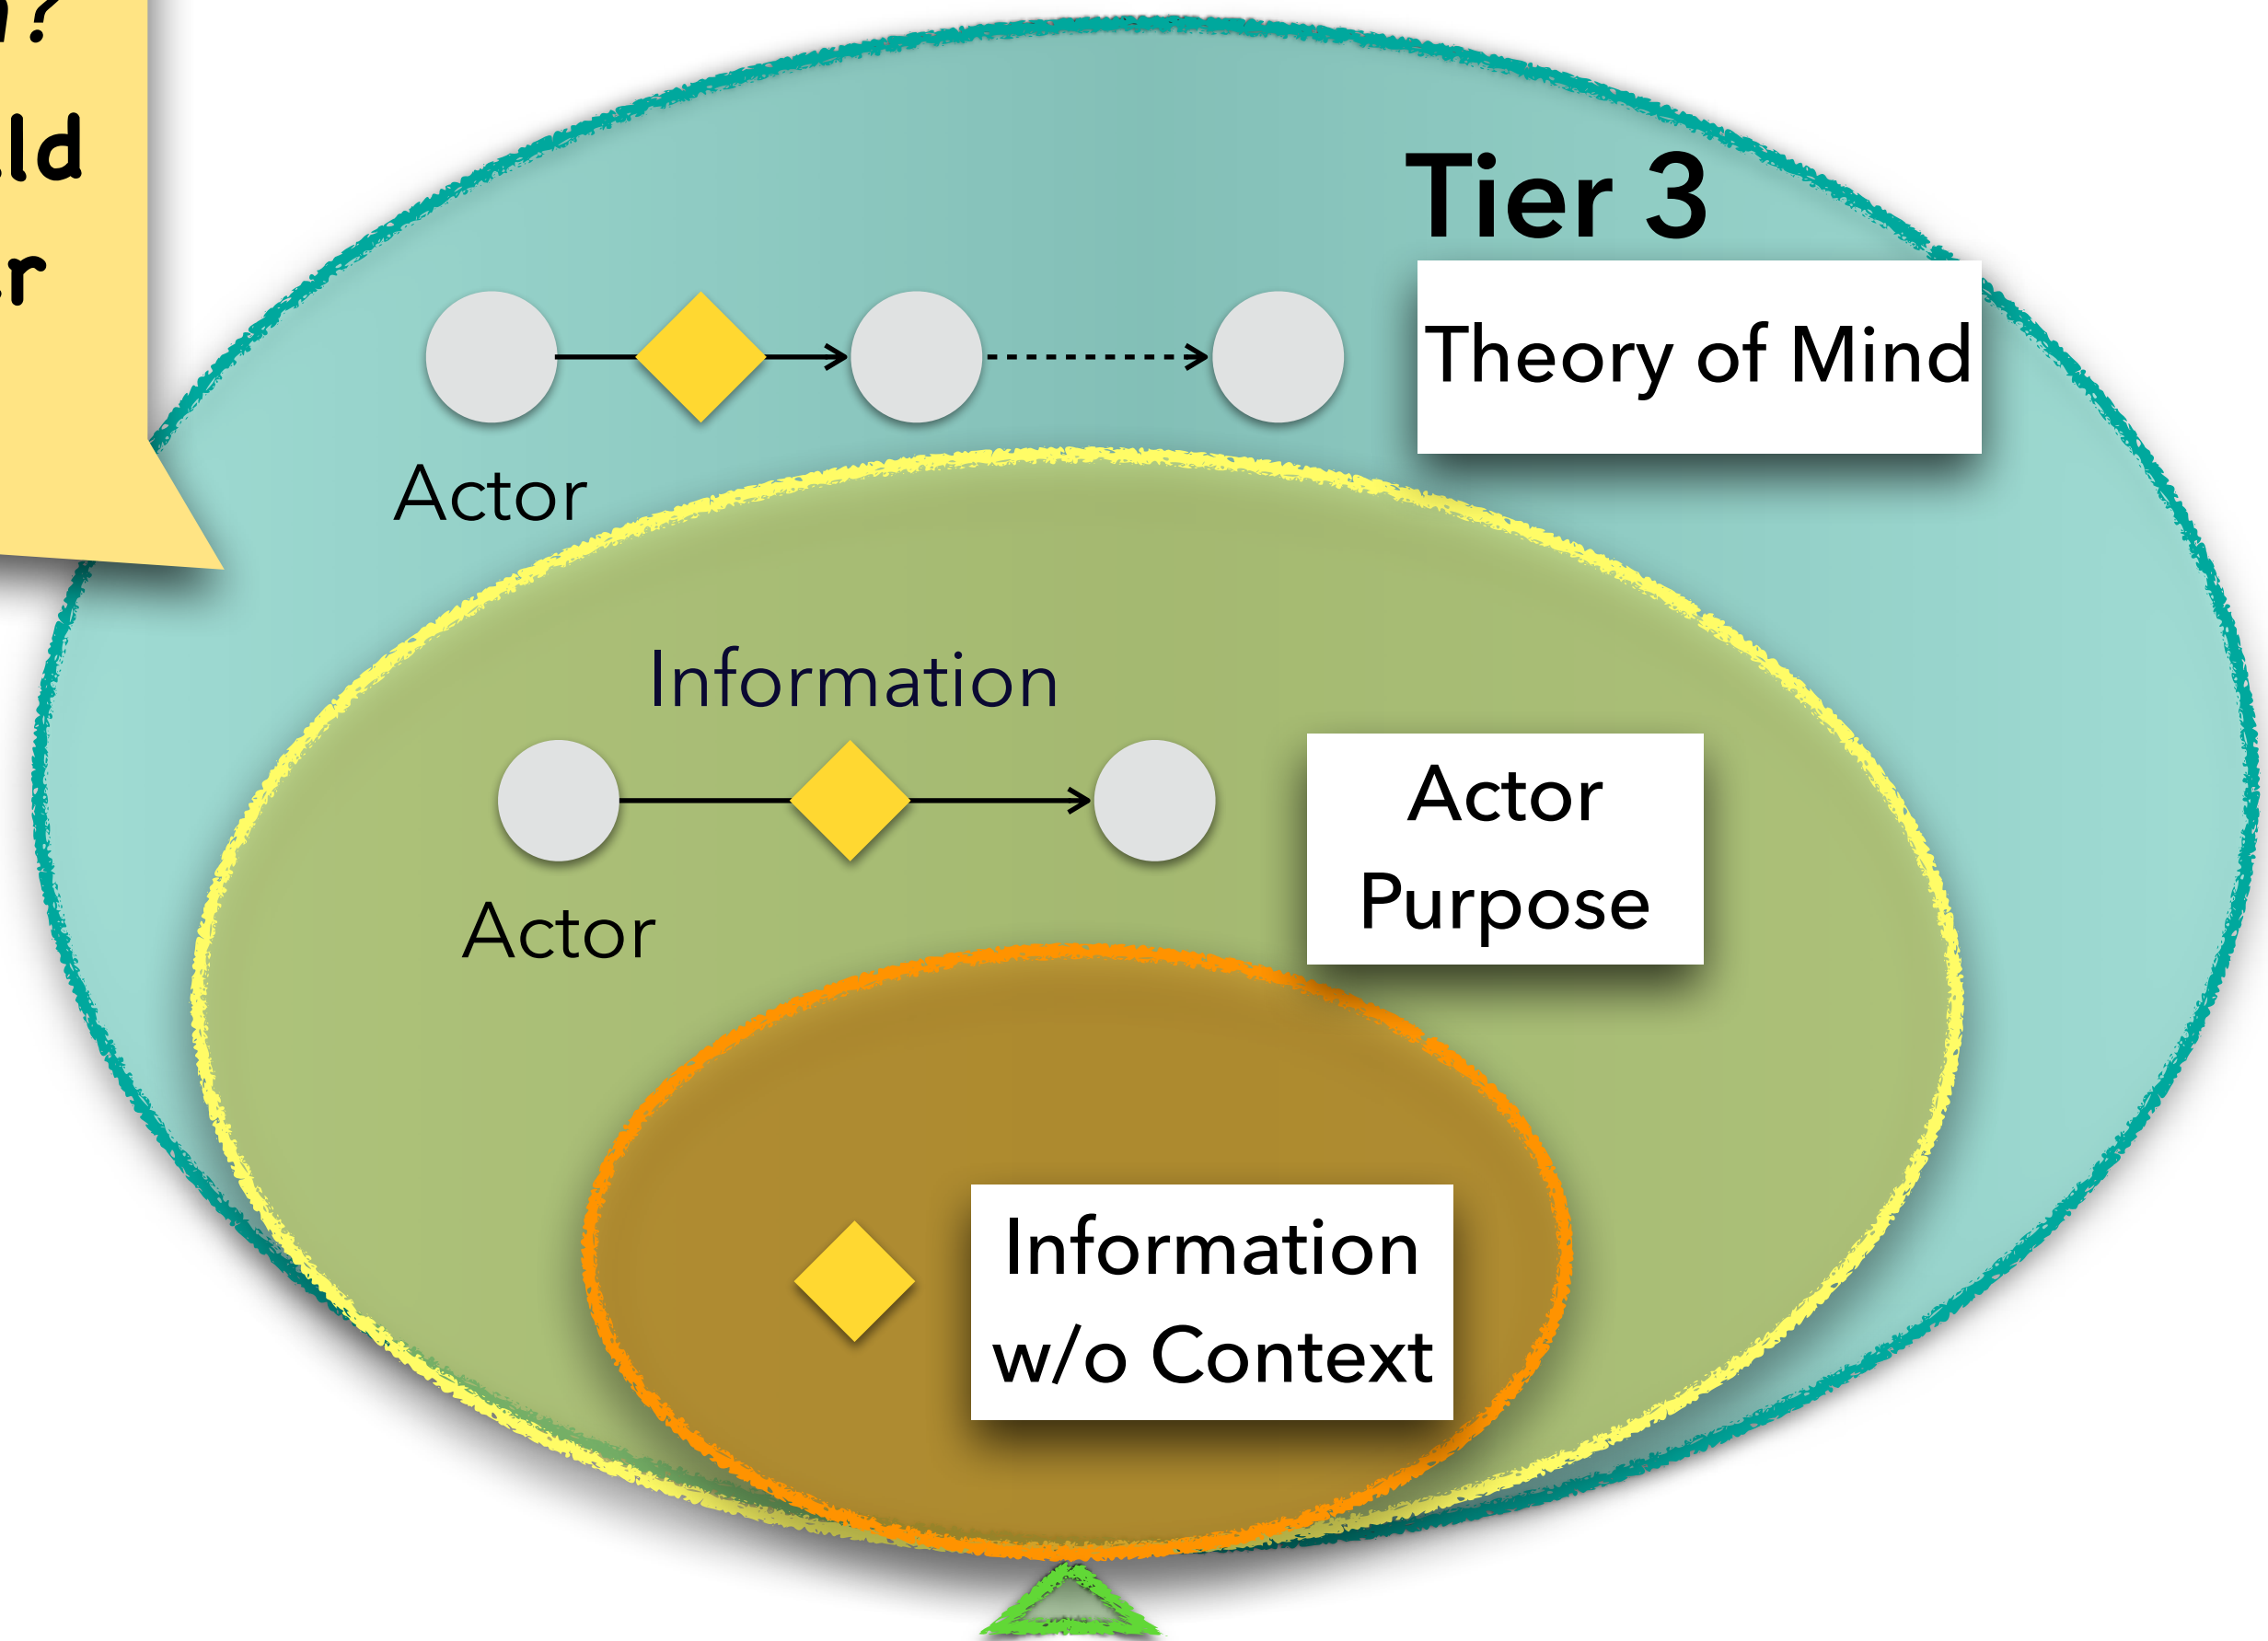 Tier 3
Theory of Mind
Actor
Information
Actor
Purpose
Actor
Information
w/o Context